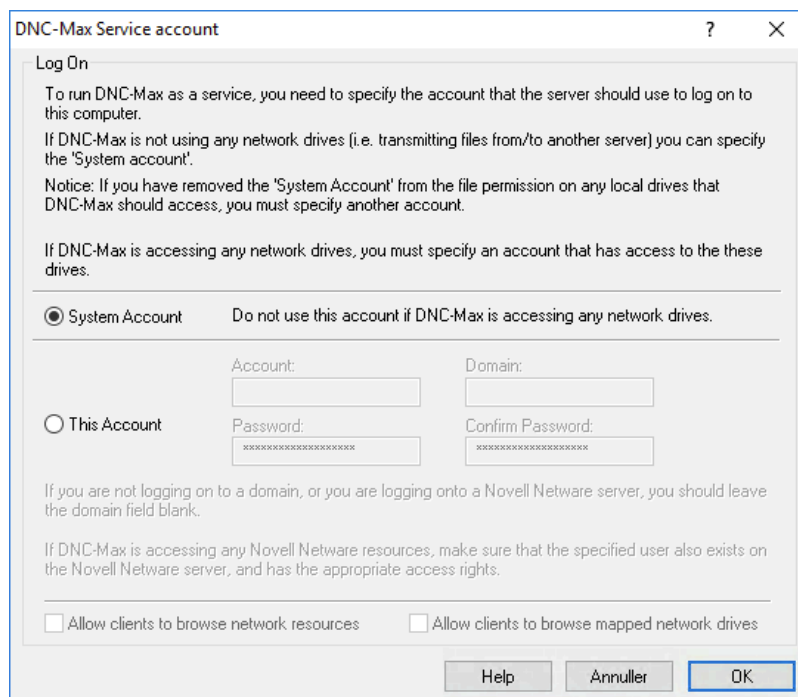 DNC-Max Service account
Log On
To run DNC-Max as a service, you need to specify the account that the server should use to log on to
this computer.
If DNC-Max is not using any network drives (i.e. transmitting files from/to another server) you can specify
the 'System account'.
Notice: If you have removed the 'System Account' from the file permission on any local drives that
DNC-Max should access, you must specify another account.
If DNC-Max is accessing any network drives, you must specify an account that has access to the these
drives.
System Account Do not use this account if DNC-Max is accessing any network drives.
Account: Domain:
This Account
Password: Confirm Password:
******************* *******************
If you are not logging on to a domain, or you are logging onto a Novell Netware server, you should leave
the domain field blank.
If DNC-Max is accessing any Novell Netware resources, make sure that the specified user also exists on
the Novell Netware server, and has the appropriate access rights.
Allow clients to browse network resources Allow clients to browse mapped network drives
Help Annuller OK